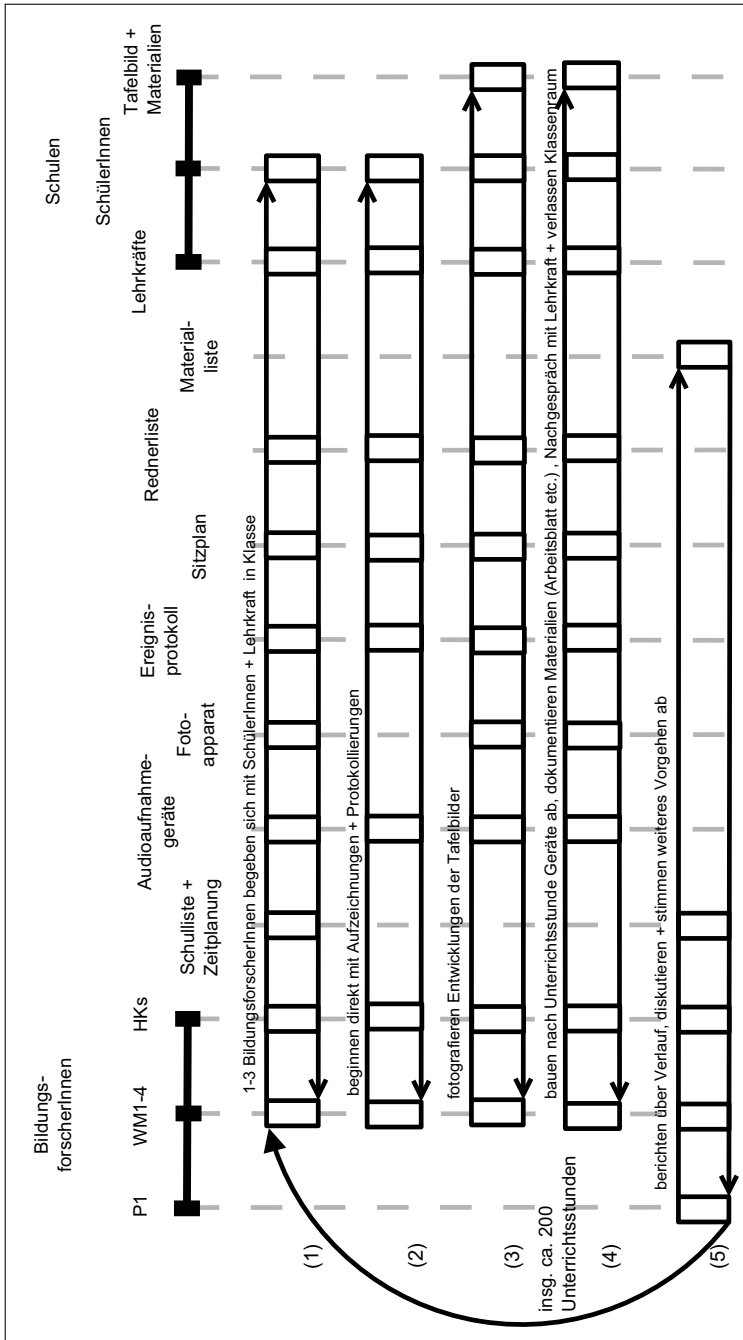 Bildungs-
forscherInnen
Schulen
P1
WM1-4
HKs
Schulliste +
Zeitplanung
Audioaufnahme-
geräte
Foto-
apparat
Ereignis-
protokoll
Sitzplan
Rednerliste
Material-
liste
Lehrkräfte
SchülerInnen
Tafelbild +
Materialien
(1)
1-3 BildungsforscherInnen begeben sich mit SchülerInnen + Lehrkraft in Klasse
(2)
beginnen direkt mit Aufzeichnungen + Protokollierungen
(3)
fotografieren Entwicklungen der Tafelbilder
(4)
bauen nach Unterrichtsstunde Geräte ab, dokumentieren Materialien (Arbeitsblatt etc.) , Nachgespräch mit Lehrkraft + verlassen Klassenraum
insg. ca. 200
Unterrichtsstunden
(5)
berichten über Verlauf, diskutieren + stimmen weiteres Vorgehen ab